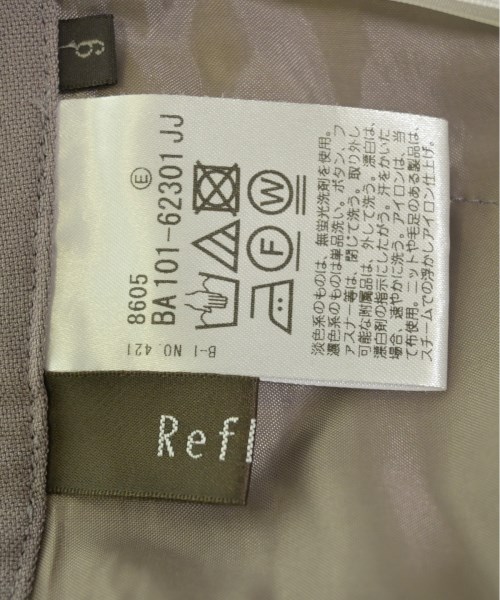 9
Ⓔ
8605
BA101-62301 JJ
W
F
淡色系のものは、無蛍光洗剤を使用。
濃色系のものは単品洗い。ボタン、フ
ァスナー等は、閉じて洗う。取り外し
可能な附属品は、外して洗う。漂白は、
漂白剤の指示にしたがう。汗をかいた
場合、速やかに洗う。アイロンは、当
て布使用。ニットや毛足のある製品は、
スチームでの浮かしアイロン仕上げ。
B-1 NO. 421
Ref